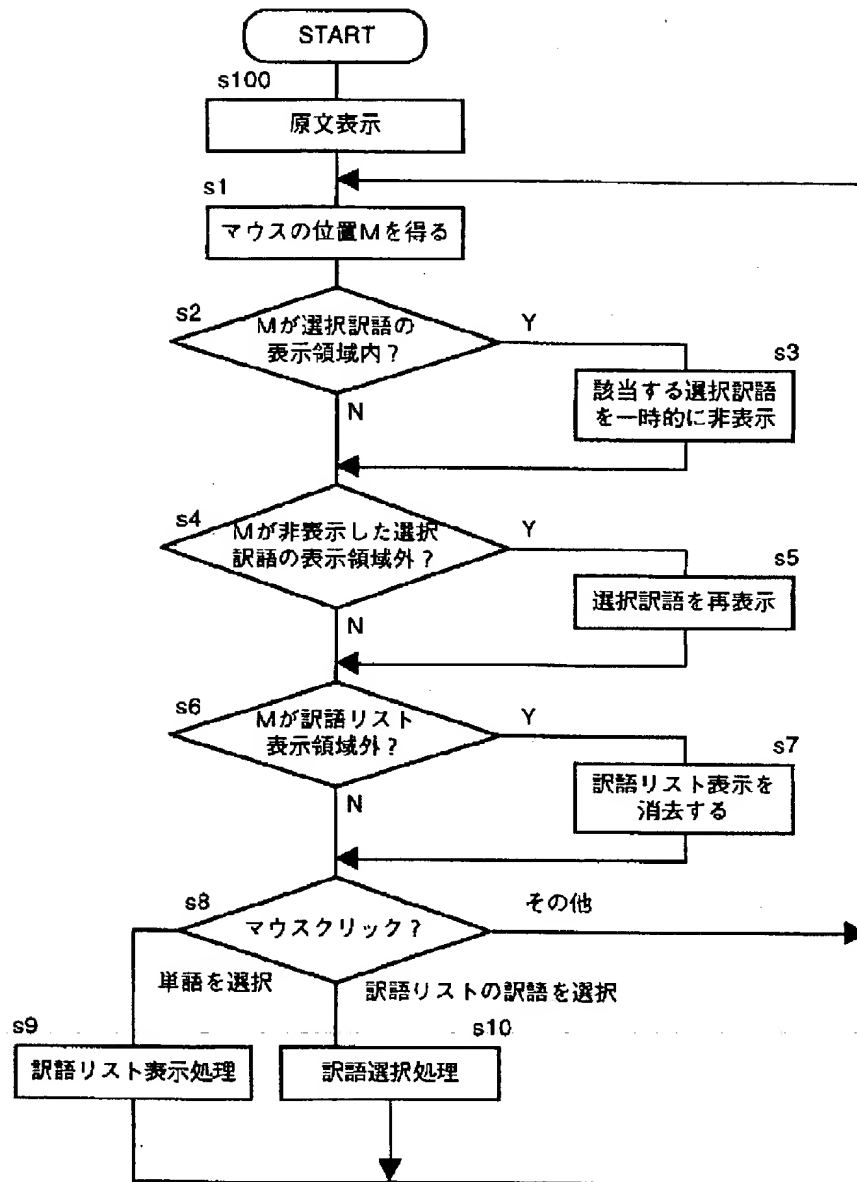 START
s100
原文表示
s1
マウスの位置Mを得る
s2
Mが選択訳語の
表示領域内？
Y
s3
該当する選択訳語
を一時的に非表示
N
s4
Mが非表示した選択
訳語の表示領域外？
Y
s5
選択訳語を再表示
N
s6
Mが訳語リスト
表示領域外？
Y
s7
訳語リスト表示を
消去する
N
s8
マウスクリック？
その他
単語を選択
訳語リストの訳語を選択
s9
訳語リスト表示処理
s10
訳語選択処理